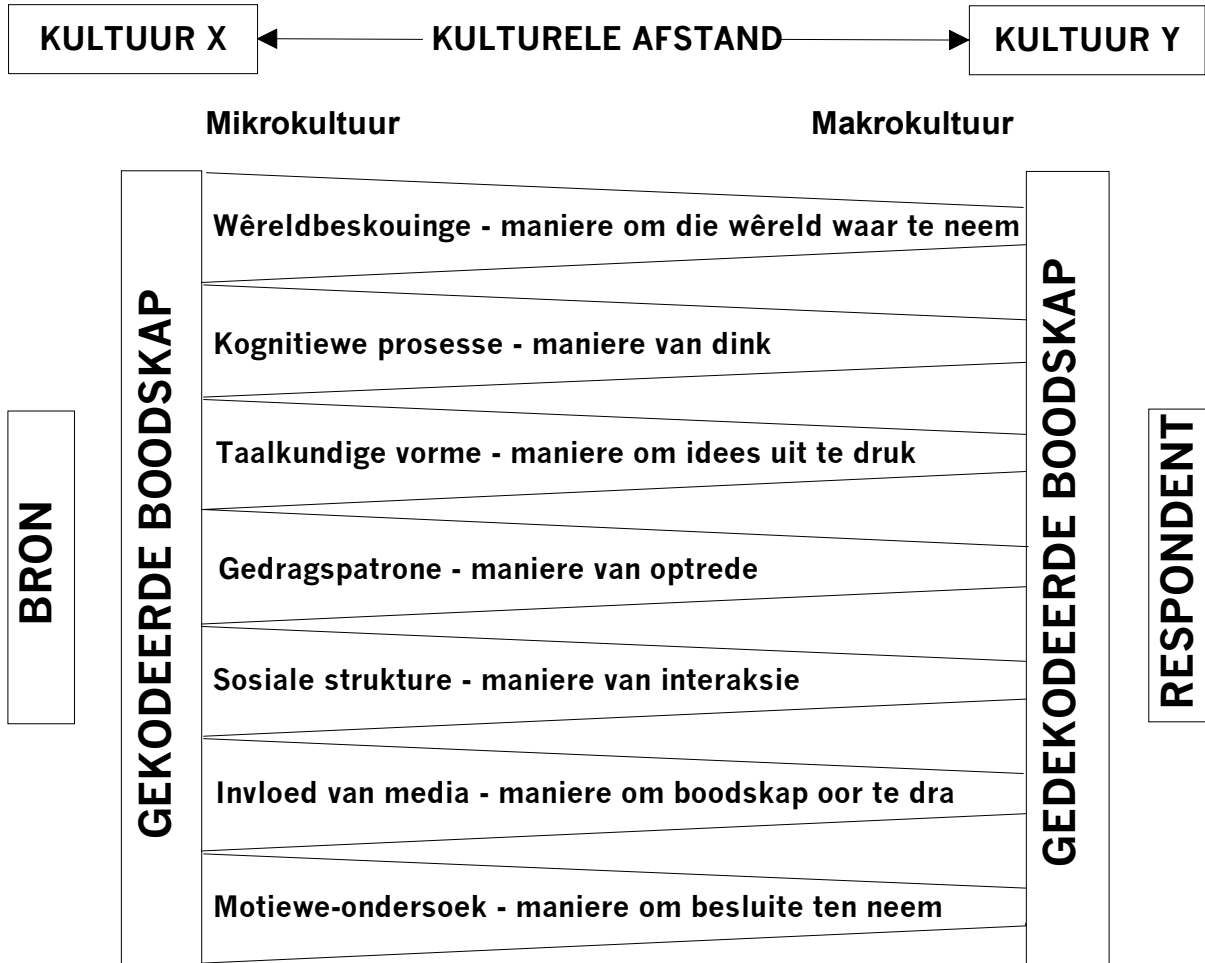 KULTUUR X KULTURELE AFSTAND KULTUUR Y
Mikrokultuur Makrokultuur
BRON
GEKODEERDE BOODSKAP
Wêreldbeskouinge - maniere om die wêreld waar te neem
Kognitiewe prosesse - maniere van dink
Taalkundige vorme - maniere om idees uit te druk
Gedragspatrone - maniere van optrede
Sosiale strukture - maniere van interaksie
Invloed van media - maniere om boodskap oor te dra
Motiewe-ondersoek - maniere om besluite ten neem
GEDEKODEERDE BOODSKAP
RESPONDENT